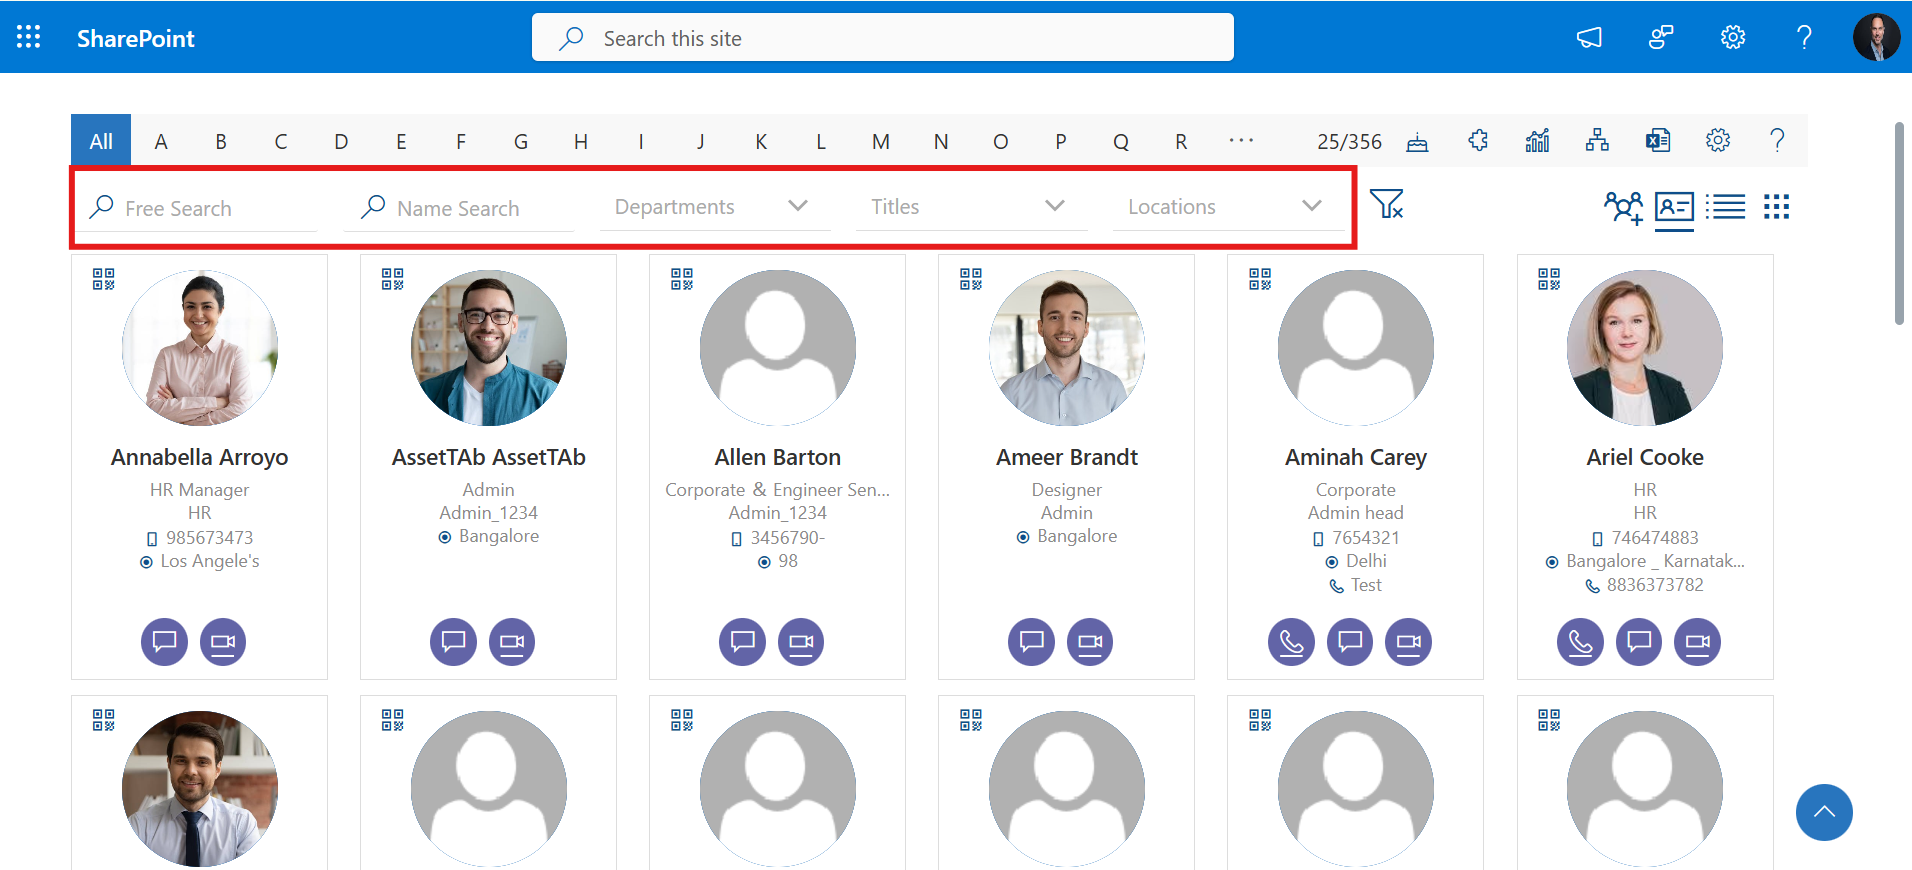 SharePoint
Search this site
All A B C D E F G H I J K L M N O P Q R ... 25/356
Free Search Name Search Departments Titles Locations
Annabella Arroyo
HR Manager
HR
985673473
Los Angele's
AssetTAb AssetTAb
Admin
Admin_1234
Bangalore
Allen Barton
Corporate & Engineer Sen...
Admin_1234
3456790-
98
Ameer Brandt
Designer
Admin
Bangalore
Aminah Carey
Corporate
Admin head
7654321
Delhi
Test
Ariel Cooke
HR
HR
746474883
Bangalore _ Karnatak...
8836373782